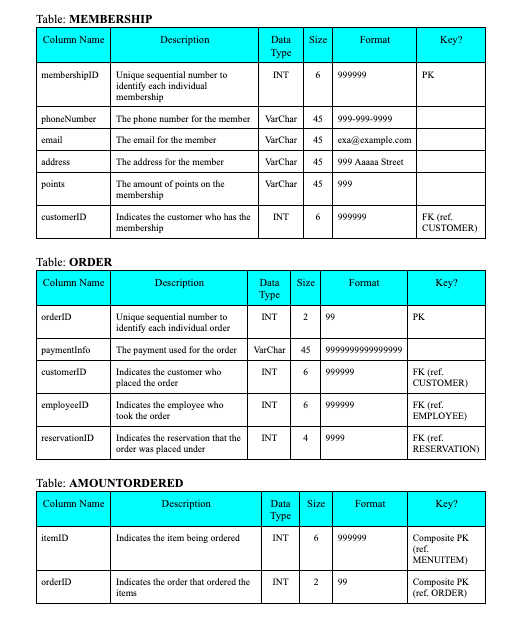 Table: MEMBERSHIP
Column Name Description Data Type Size Format Key?
membershipID Unique sequential number to identify each individual membership INT 6 999999 PK
phoneNumber The phone number for the member VarChar 45 999-999-9999
email The email for the member VarChar 45 exa@example.com
address The address for the member VarChar 45 999 Aaaaa Street
points The amount of points on the membership VarChar 45 999
customerID Indicates the customer who has the membership INT 6 999999 FK (ref. CUSTOMER)
Table: ORDER
Column Name Description Data Type Size Format Key?
orderID Unique sequential number to identify each individual order INT 2 99 PK
paymentInfo The payment used for the order VarChar 45 9999999999999999
customerID Indicates the customer who placed the order INT 6 999999 FK (ref. CUSTOMER)
employeeID Indicates the employee who took the order INT 6 999999 FK (ref. EMPLOYEE)
reservationID Indicates the reservation that the order was placed under INT 4 9999 FK (ref. RESERVATION)
Table: AMOUNTORDERED
Column Name Description Data Type Size Format Key?
itemID Indicates the item being ordered INT 6 999999 Composite PK (ref. MENUITEM)
orderID Indicates the order that ordered the items INT 2 99 Composite PK (ref. ORDER)